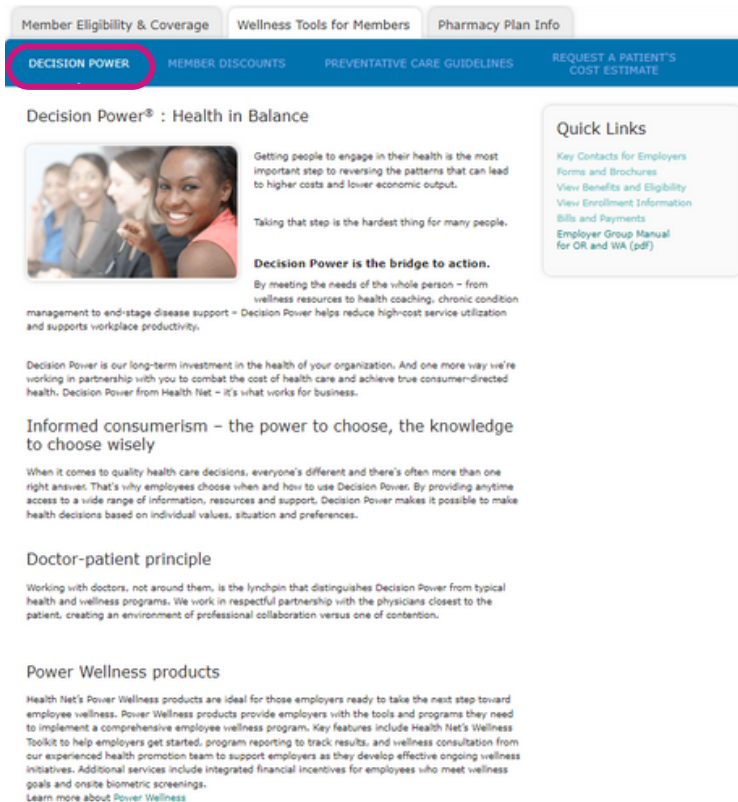 Member Eligibility & Coverage
Wellness Tools for Members
Pharmacy Plan Info
DECISION POWER
MEMBER DISCOUNTS
PREVENTATIVE CARE GUIDELINES
REQUEST A PATIENT'S
COST ESTIMATE
Decision Power® : Health in Balance
Getting people to engage in their health is the most
important step to reversing the patterns that can lead
to higher costs and lower economic output.
Taking that step is the hardest thing for many people.
Decision Power is the bridge to action.
By meeting the needs of the whole person – from
wellness resources to health coaching, chronic condition
management to end-stage disease support – Decision Power helps reduce high-cost service utilization
and supports workplace productivity.
Decision Power is our long-term investment in the health of your organization. And one more way we're
working in partnership with you to combat the cost of health care and achieve true consumer-directed
health. Decision Power from Health Net – it's what works for business.
Informed consumerism – the power to choose, the knowledge
to choose wisely
When it comes to quality health care decisions, everyone's different and there's often more than one
right answer. That's why employees choose when and how to use Decision Power. By providing anytime
access to a wide range of information, resources and support, Decision Power makes it possible to make
health decisions based on individual values, situation and preferences.
Doctor-patient principle
Working with doctors, not around them, is the lynchpin that distinguishes Decision Power from typical
health and wellness programs. We work in respectful partnership with the physicians closest to the
patient, creating an environment of professional collaboration versus one of contention.
Power Wellness products
Health Net's Power Wellness products are ideal for those employers ready to take the next step toward
employee wellness. Power Wellness products provide employers with the tools and programs they need
to implement a comprehensive employee wellness program. Key features include Health Net's Wellness
Toolkit to help employers get started, program reporting to track results, and wellness consultation from
our experienced health promotion team to support employers as they develop effective ongoing wellness
initiatives. Additional services include integrated financial incentives for employees who meet wellness
goals and onsite biometric screenings.
Learn more about Power Wellness
Quick Links
Key Contacts for Employers
Forms and Brochures
View Benefits and Eligibility
View Enrollment Information
Bills and Payments
Employer Group Manual
for OR and WA (pdf)